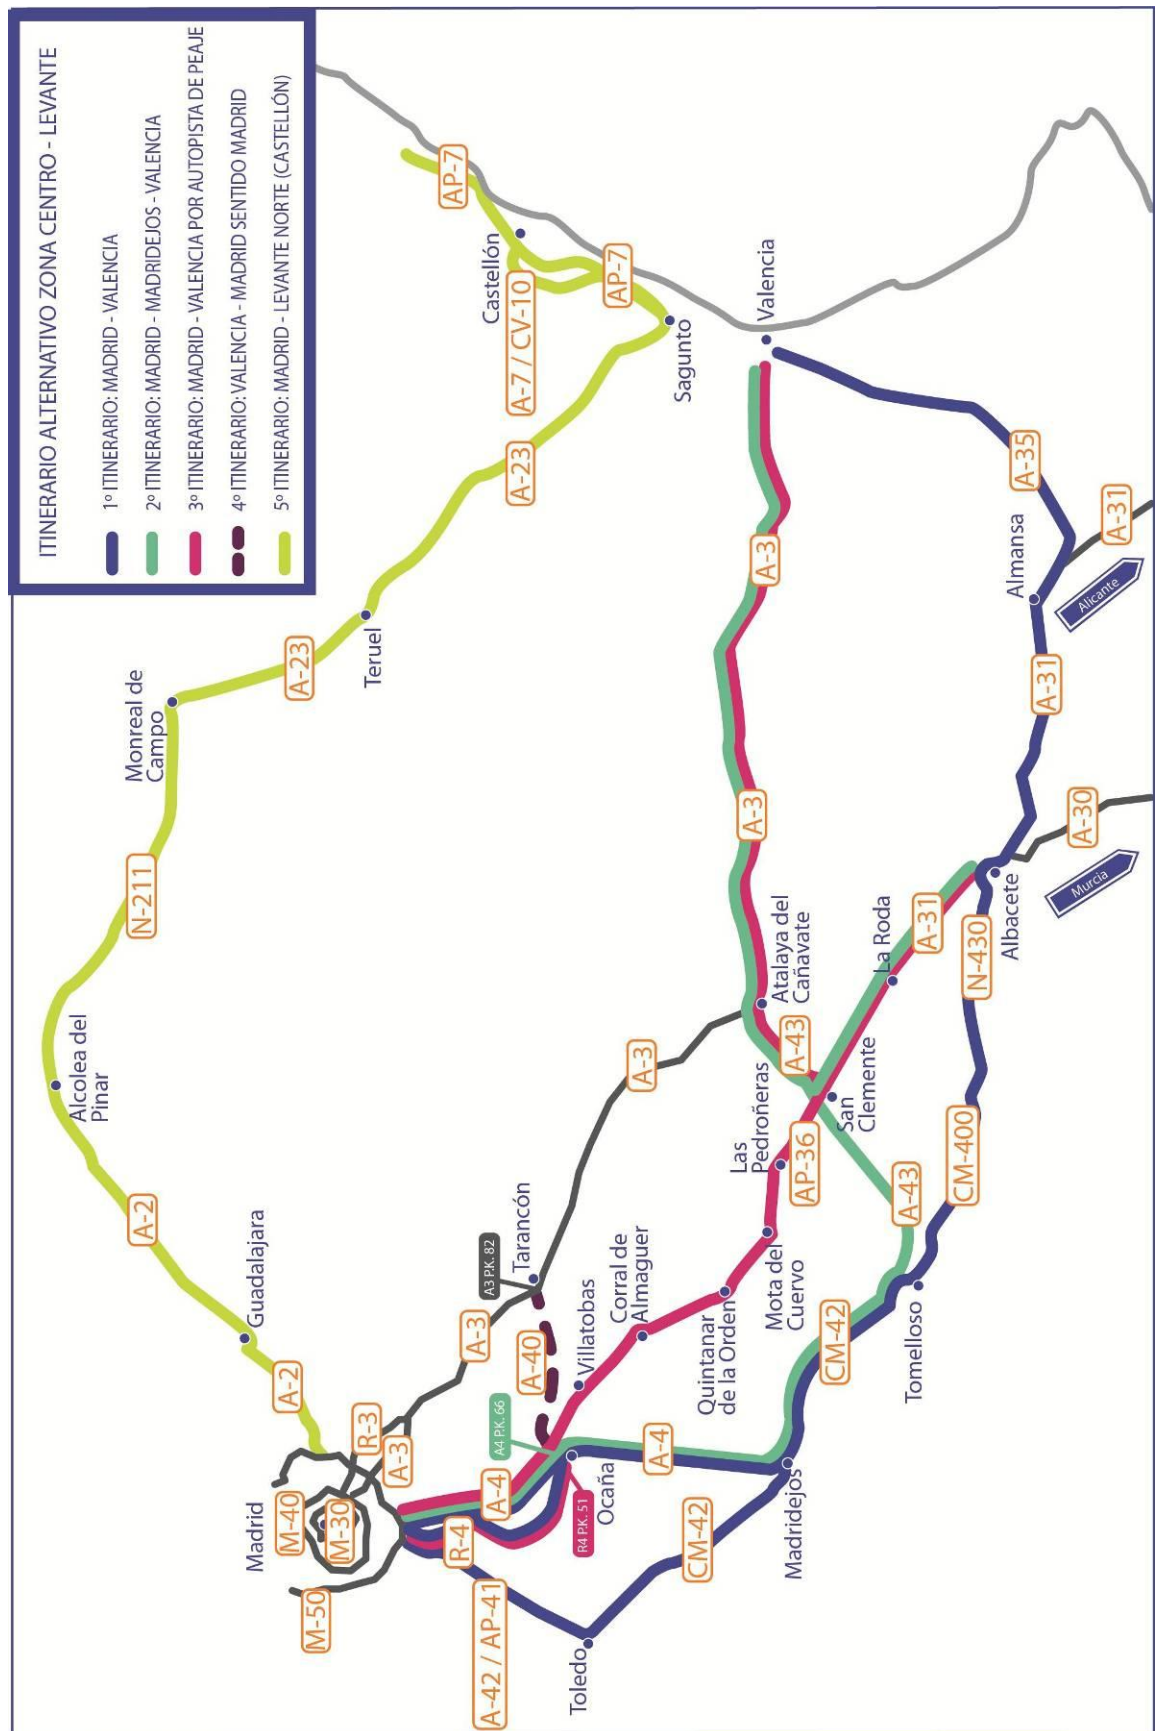 ITINERARIO ALTERNATIVO ZONA CENTRO - LEVANTE
1º ITINERARIO: MADRID - VALENCIA
2º ITINERARIO: MADRID - MADRIDEJOS - VALENCIA
3º ITINERARIO: MADRID - VALENCIA POR AUTOPISTA DE PEAJE
4º ITINERARIO: VALENCIA - MADRID SENTIDO MADRID
5º ITINERARIO: MADRID - LEVANTE NORTE (CASTELLÓN)
Alcolea del
Pinar
Monreal de
Campo
N-211
A-2
Guadalajara
A-2
A-23
Teruel
A-23
AP-7
Castellón
A-7 / CV-10
AP-7
Sagunto
Madrid
M-40
M-30
M-50
R-3
A-3
A-3
A3 P.K. 82
Tarancón
A-40
A-3
A-4
R-4
A4 P.K. 66
R4 P.K. 51
Ocaña
Villatobas
Corral de
Almaguer
Quintanar
de la Orden
Mota del
Cuervo
Las
Pedroñeras
AP-36
San
Clemente
A-43
Atalaya del
Cañavate
A-3
A-3
Valencia
A-42 / AP-41
Toledo
CM-42
A-4
Madridejos
CM-42
Tomelloso
A-43
CM-400
La Roda
A-31
N-430
Albacete
A-30
Murcia
A-31
Almansa
A-35
A-31
Alicante